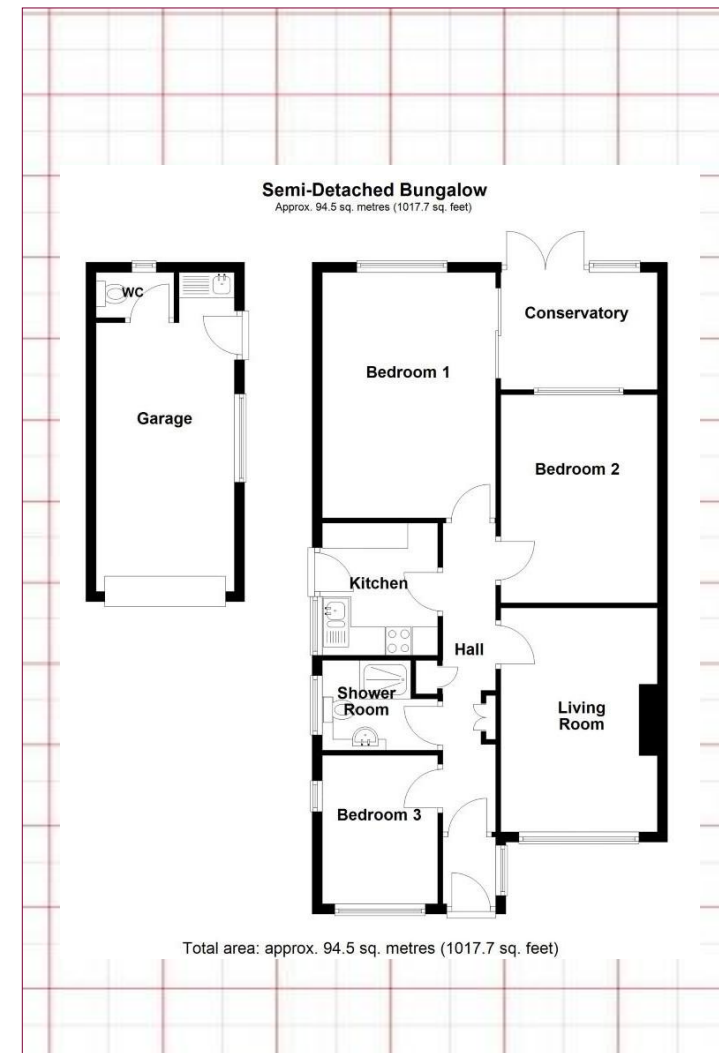 Semi-Detached Bungalow
Approx. 94.5 sq. metres (1017.7 sq. feet)
WC
Conservatory
Bedroom 1
Garage
Bedroom 2
Kitchen
Hall
Shower
Room
Living
Room
Bedroom 3
Total area: approx. 94.5 sq. metres (1017.7 sq. feet)